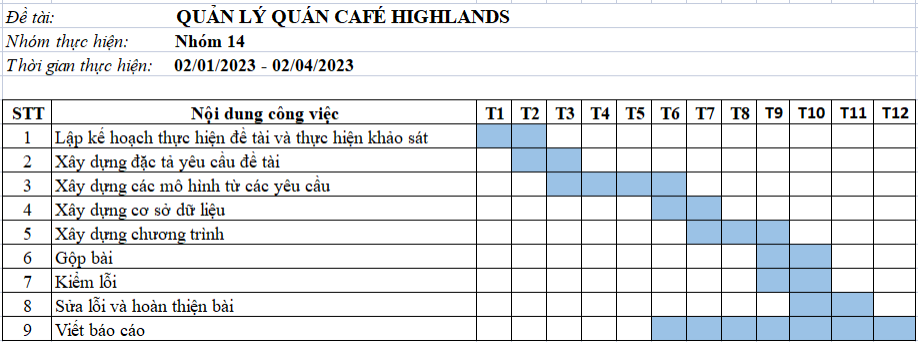 Đề tài: QUẢN LÝ QUÁN CAFÉ HIGHLANDS
Nhóm thực hiện: Nhóm 14
Thời gian thực hiện: 02/01/2023 - 02/04/2023
STT Nội dung công việc T1 T2 T3 T4 T5 T6 T7 T8 T9 T10 T11 T12
1 Lập kế hoạch thực hiện đề tài và thực hiện khảo sát
2 Xây dựng đặc tả yêu cầu đề tài
3 Xây dựng các mô hình từ các yêu cầu
4 Xây dựng cơ sở dữ liệu
5 Xây dựng chương trình
6 Gộp bài
7 Kiểm lỗi
8 Sửa lỗi và hoàn thiện bài
9 Viết báo cáo